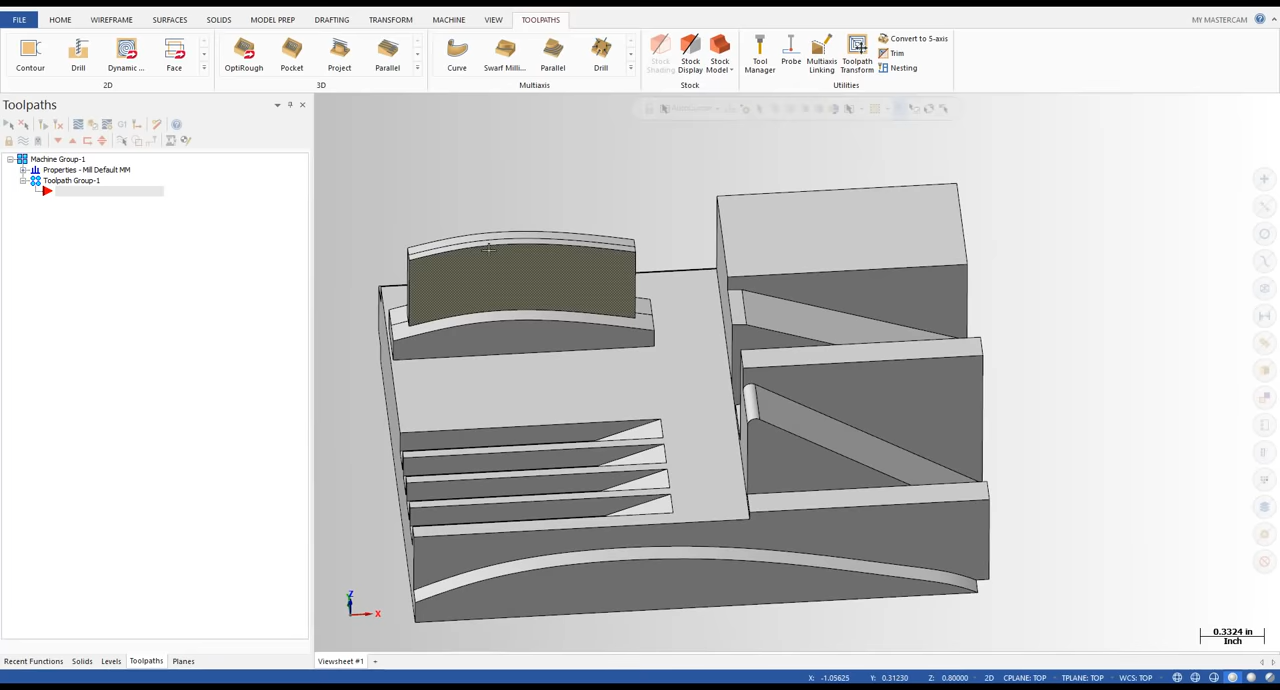 FILE HOME WIREFRAME SURFACES SOLIDS MODEL PREP DRAFTING TRANSFORM MACHINE VIEW TOOLPATHS MY MASTERCAM
Contour Drill Dynamic ... Face OptiRough Pocket Project Parallel Curve Swarf Milli... Parallel Drill Stock Shading Stock Display Stock Model Tool Manager Probe Multiaxis Linking Toolpath Transform Convert to 5-axis
Trim
Nesting
2D 3D Multiaxis Stock Utilities
Toolpaths
G1
Machine Group-1
Properties - Mill Default MM
Toolpath Group-1
Z
X
0.3324 in
Inch
Recent Functions Solids Levels Toolpaths Planes Viewsheet #1 +
X: -1.05625 Y: 0.31230 Z: 0.80000 2D CPLANE: TOP TPLANE: TOP WCS: TOP